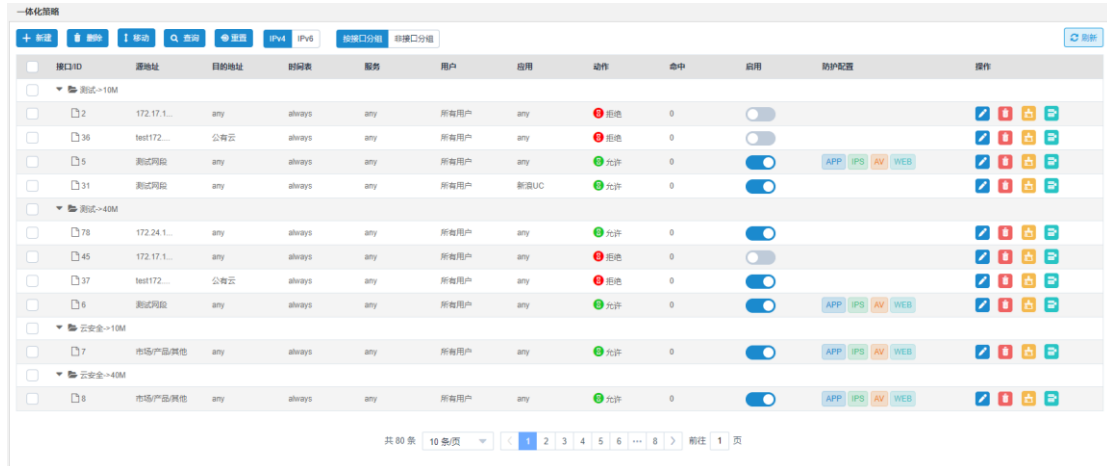 一体化策略
新建 删除 移动 查询 重置 IPv4 IPv6 按接口分组 非接口分组 刷新
接口/ID 源地址 目的地址 时间表 服务 用户 应用 动作 命中 启用 防护配置 操作
测试->10M
2 172.17.1... any always any 所有用户 any 拒绝 0
36 test172.... 公有云 always any 所有用户 any 拒绝 0
5 测试网段 any always any 所有用户 any 允许 0 APP IPS AV WEB
31 测试网段 any always any 所有用户 新浪UC 允许 0
测试->40M
78 172.24.1... any always any 所有用户 any 允许 0
45 172.17.1... any always any 所有用户 any 拒绝 0
37 test172.... 公有云 always any 所有用户 any 拒绝 0
6 测试网段 any always any 所有用户 any 允许 0 APP IPS AV WEB
云安全->10M
7 市场/产品/其他 any always any 所有用户 any 允许 0 APP IPS AV WEB
云安全->40M
8 市场/产品/其他 any always any 所有用户 any 允许 0 APP IPS AV WEB
共 80 条 10 条/页 < 1 2 3 4 5 6 ··· 8 > 前往 1 页